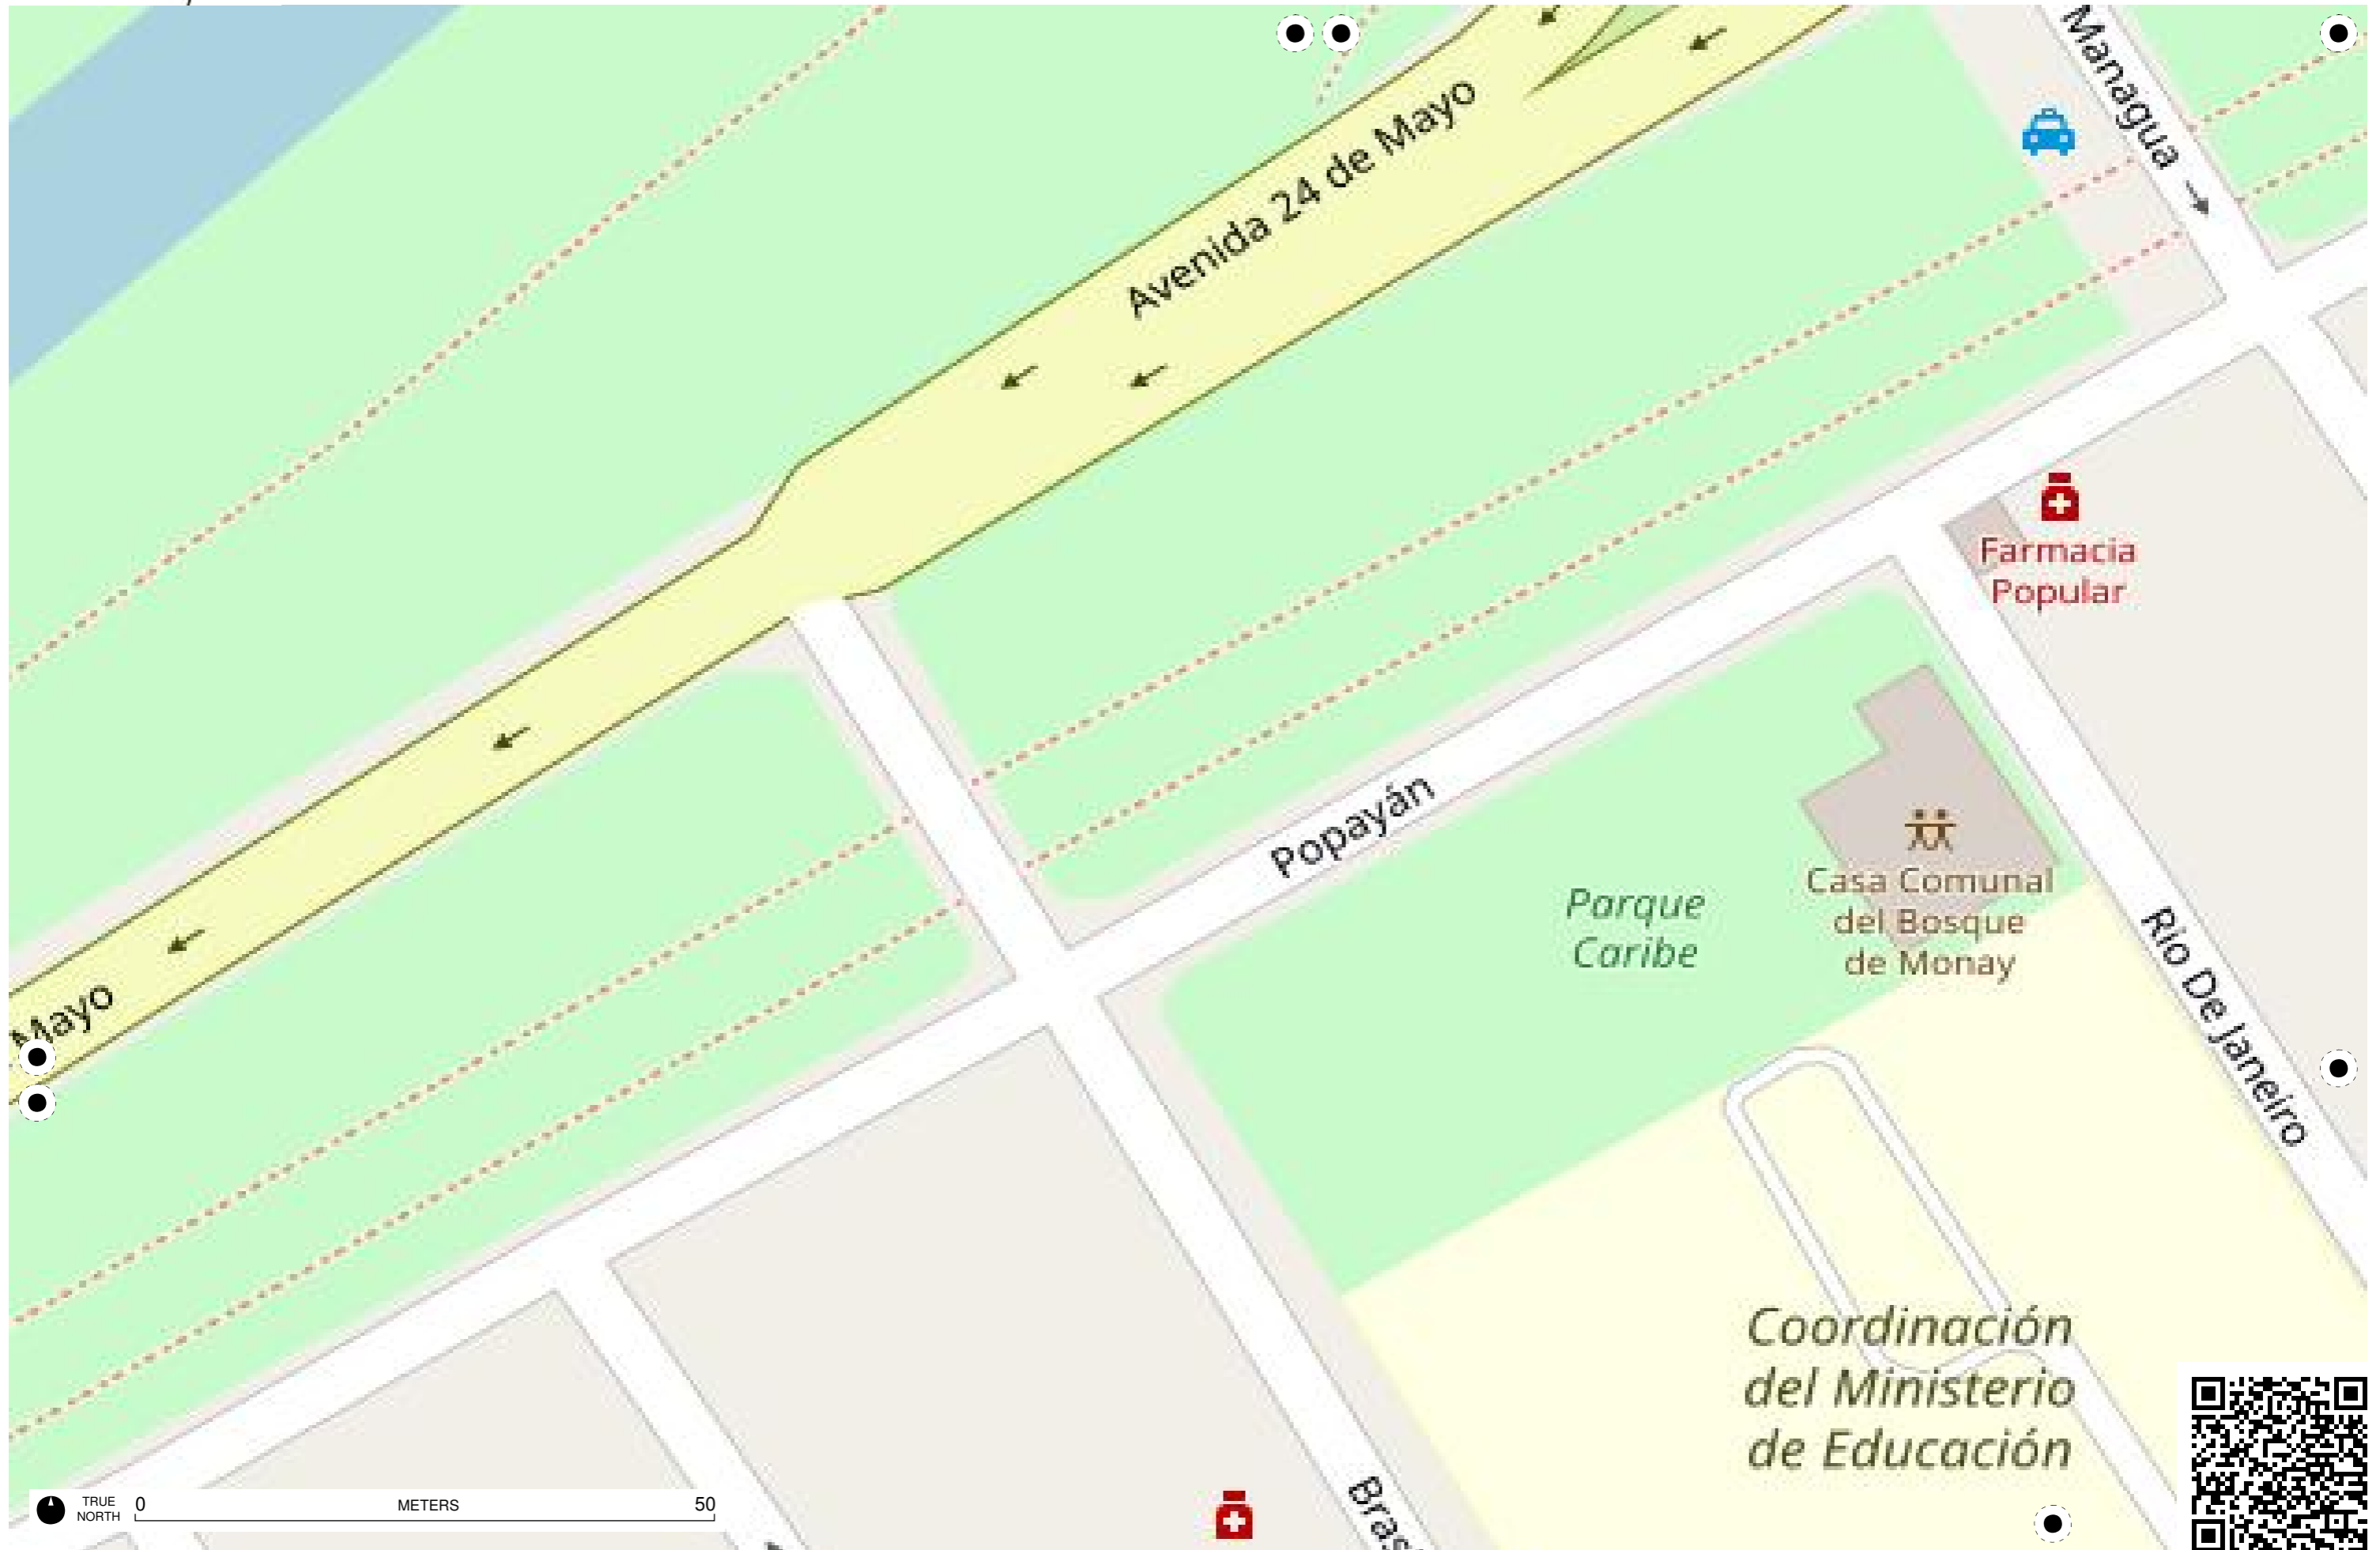 Managua
Avenida 24 de Mayo
Farmacia
Popular
Popayán
Parque
Caribe
Casa Comunal
del Bosque
de Monay
Rio De Janeiro
Mayo
Coordinación
del Ministerio
de Educación
Bras
TRUE
NORTH
0 METERS 50